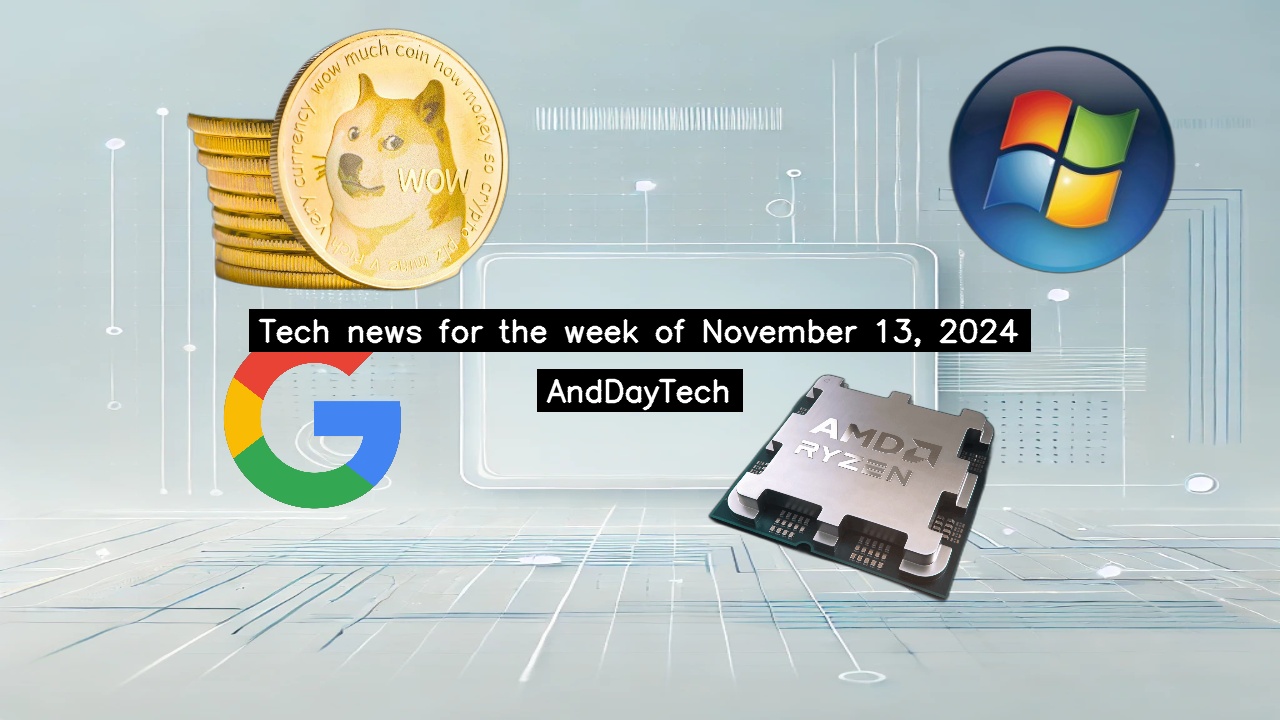 very currency wow much coin how money so crypto
WOW
Tech news for the week of November 13, 2024
AndDayTech
AMD
RYZEN